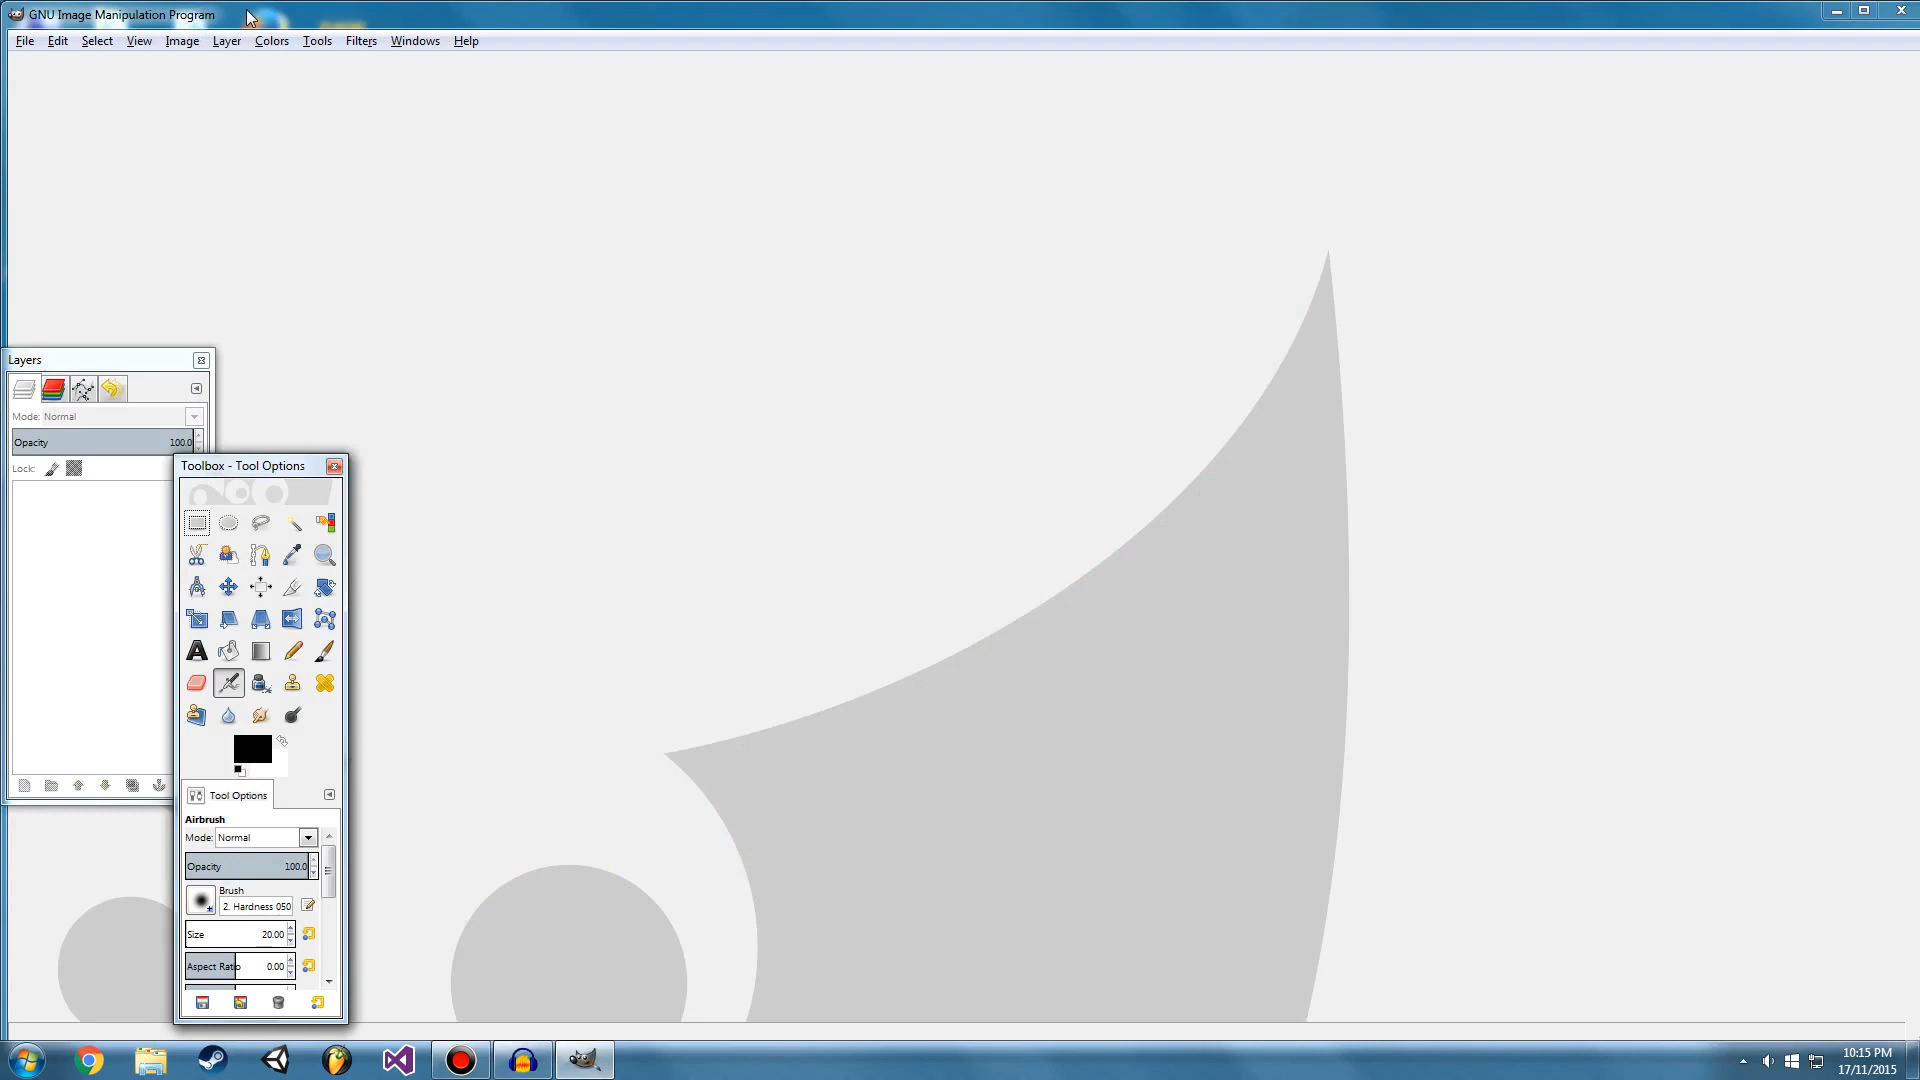 GNU Image Manipulation Program
File Edit Select View Image Layer Colors Tools Filters Windows Help
Layers
Mode: Normal
Opacity 100.0
Lock:
Toolbox - Tool Options
A
Tool Options
Airbrush
Mode: Normal
Opacity 100.0
Brush
2. Hardness 050
Size 20.00
Aspect Ratio 0.00
10:15 PM
17/11/2015